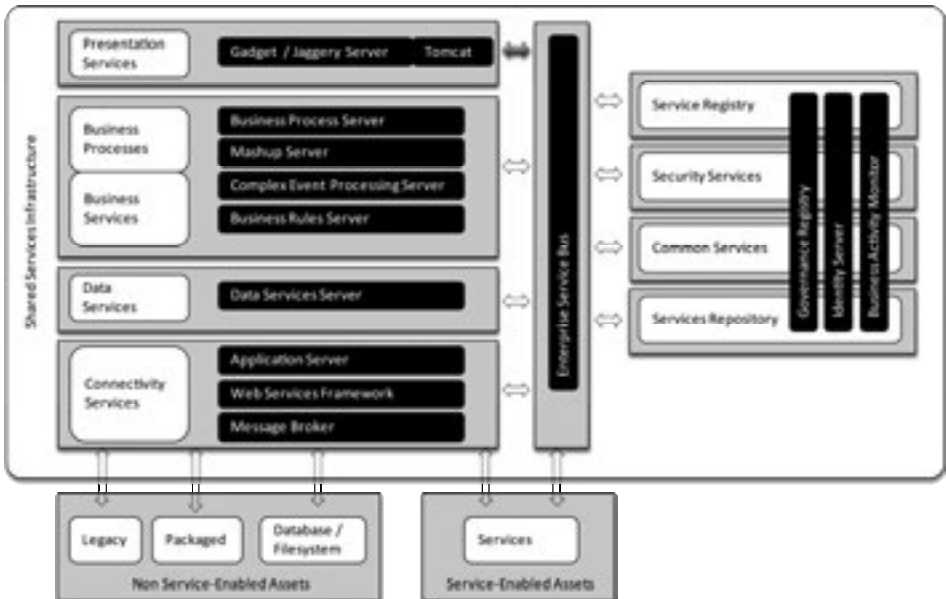 Shared Services Infrastructure
Presentation
Services
Gadget / Jaggery Server
Tomcat
Business
Processes
Business
Services
Business Process Server
Mashup Server
Complex Event Processing Server
Business Rules Server
Data
Services
Data Services Server
Connectivity
Services
Application Server
Web Services Framework
Message Broker
Enterprise Service Bus
Service Registry
Security Services
Common Services
Services Repository
Governance Registry
Identity Server
Business Activity Monitor
Legacy
Packaged
Database /
Filesystem
Non Service-Enabled Assets
Services
Service-Enabled Assets